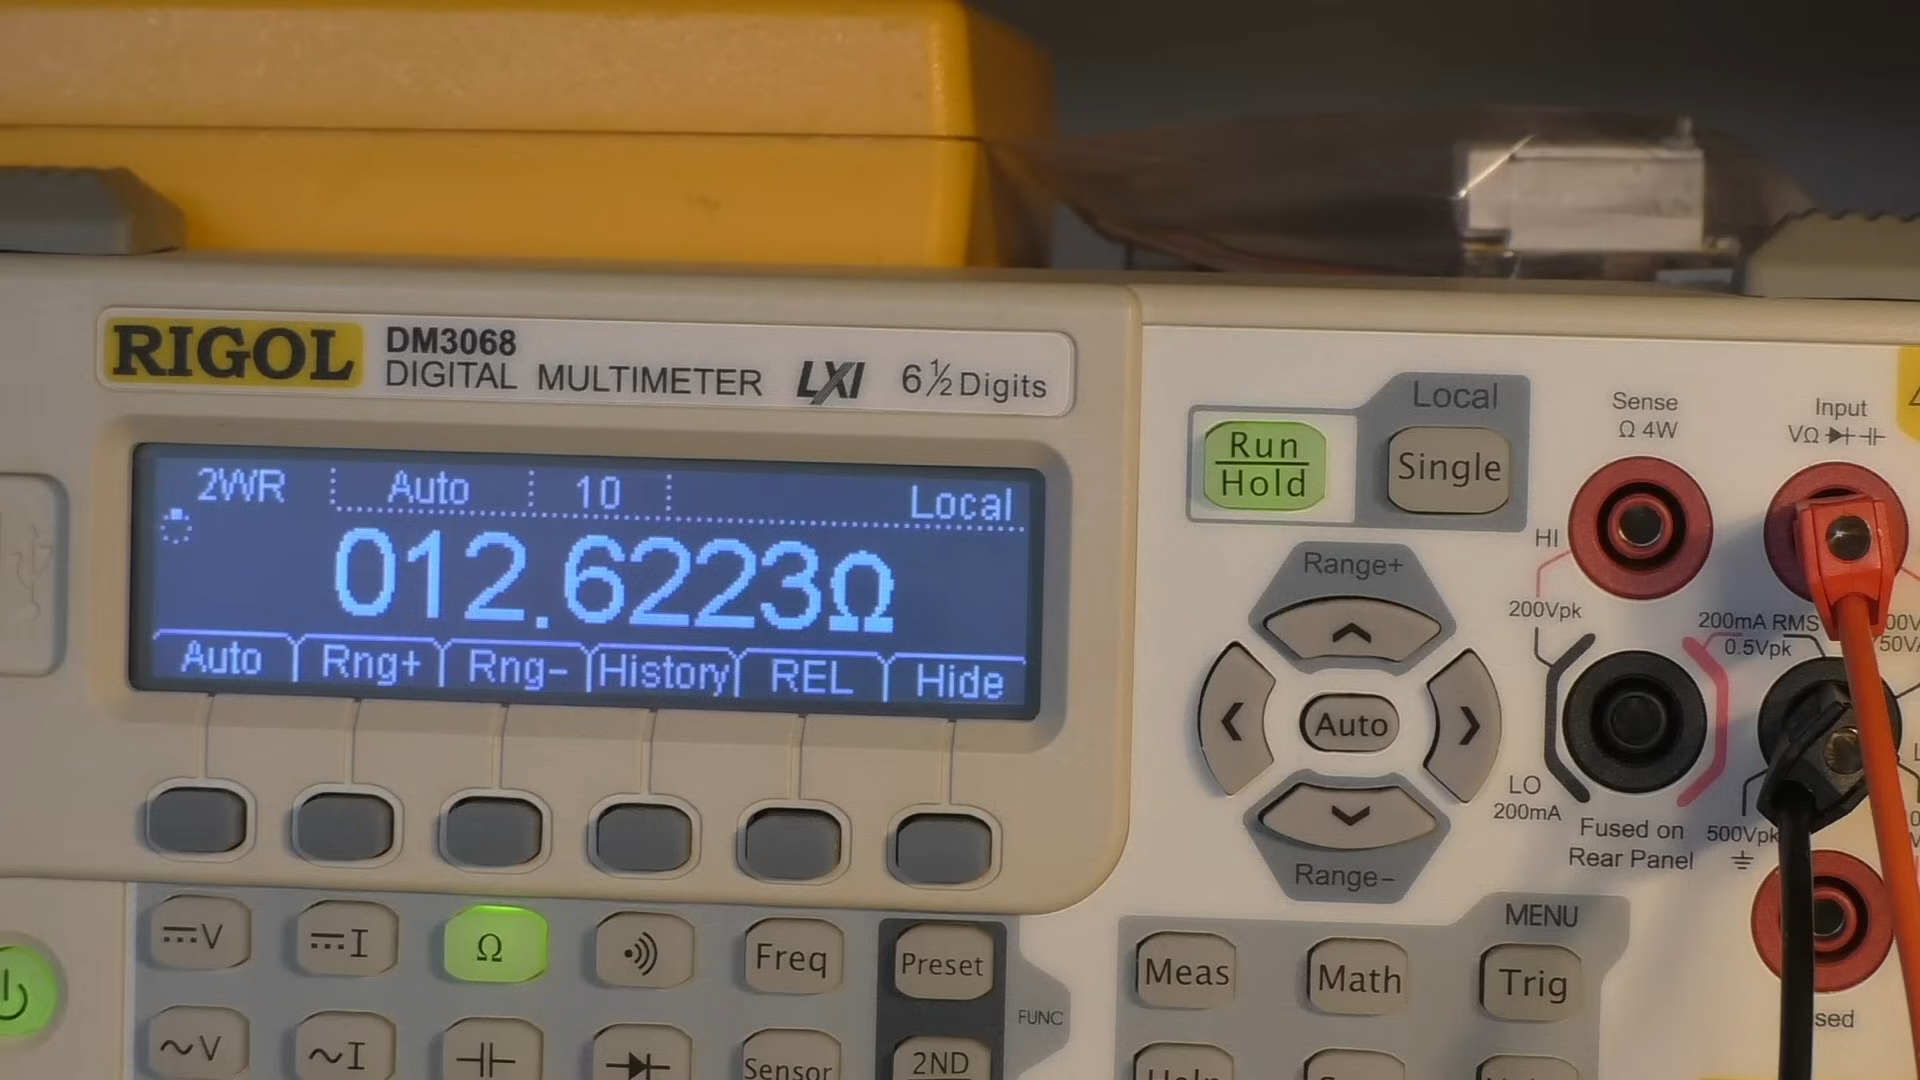 RIGOL
DM3068
DIGITAL MULTIMETER LXI 6½ Digits
2WR Auto 10 Local
012.6223Ω
Auto Rng+ Rng- History REL Hide
Run
Hold
Local
Single
Range+
Auto
Range-
Sense
Ω 4W
Input
VΩ
HI
200Vpk
200mA RMS
0.5Vpk
LO
200mA
Fused on
Rear Panel
500Vpk
V I Ω Freq Preset
~V ~I Sensor 2ND
FUNC
MENU
Meas Math Trig